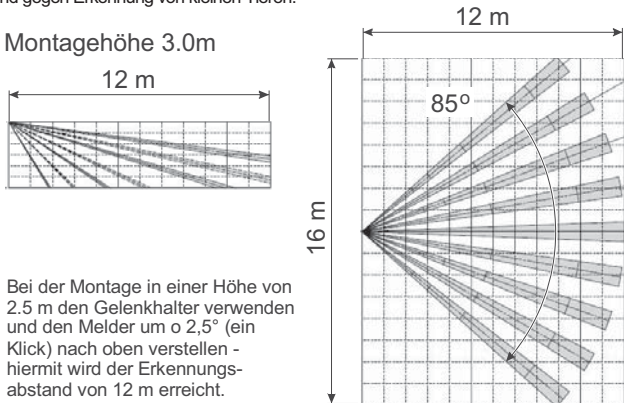 gegen Erkennung von kleinen Tieren.
Montagehöhe 3.0m
12 m
12 m
85°
16 m
Bei der Montage in einer Höhe von
2.5 m den Gelenkhalter verwenden
und den Melder um o 2,5° (ein
Klick) nach oben verstellen -
hiermit wird der Erkennungs-
abstand von 12 m erreicht.